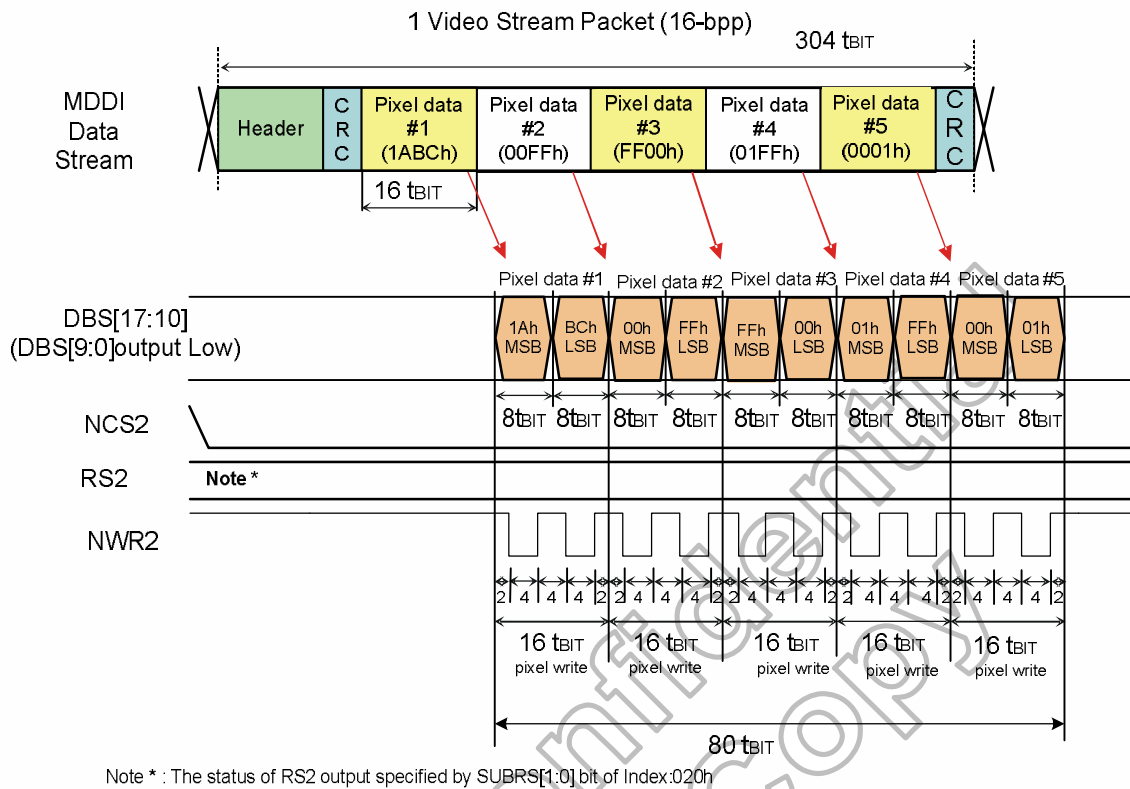 1 Video Stream Packet (16-bpp)
304 tBIT
MDDI
Data
Stream
Header
C
R
C
Pixel data
#1
(1ABCh)
Pixel data
#2
(00FFh)
Pixel data
#3
(FF00h)
Pixel data
#4
(01FFh)
Pixel data
#5
(0001h)
C
R
C
16 tBIT
Pixel data #1 Pixel data #2 Pixel data #3 Pixel data #4 Pixel data #5
DBS[17:10]
(DBS[9:0]output Low)
1Ah
MSB
BCh
LSB
00h
MSB
FFh
LSB
FFh
MSB
00h
LSB
01h
MSB
FFh
LSB
00h
MSB
01h
LSB
8tBIT 8tBIT 8tBIT 8tBIT 8tBIT 8tBIT 8tBIT 8tBIT 8tBIT 8tBIT
NCS2
RS2
Note *
NWR2
2 4 4 4 2 2 4 4 4 2 2 4 4 4 2 2 4 4 4 2 2 4 4 4 2
16 tBIT 16 tBIT 16 tBIT 16 tBIT 16 tBIT
pixel write pixel write pixel write pixel write pixel write
80 tBIT
Note * : The status of RS2 output specified by SUBRS[1:0] bit of Index:020h